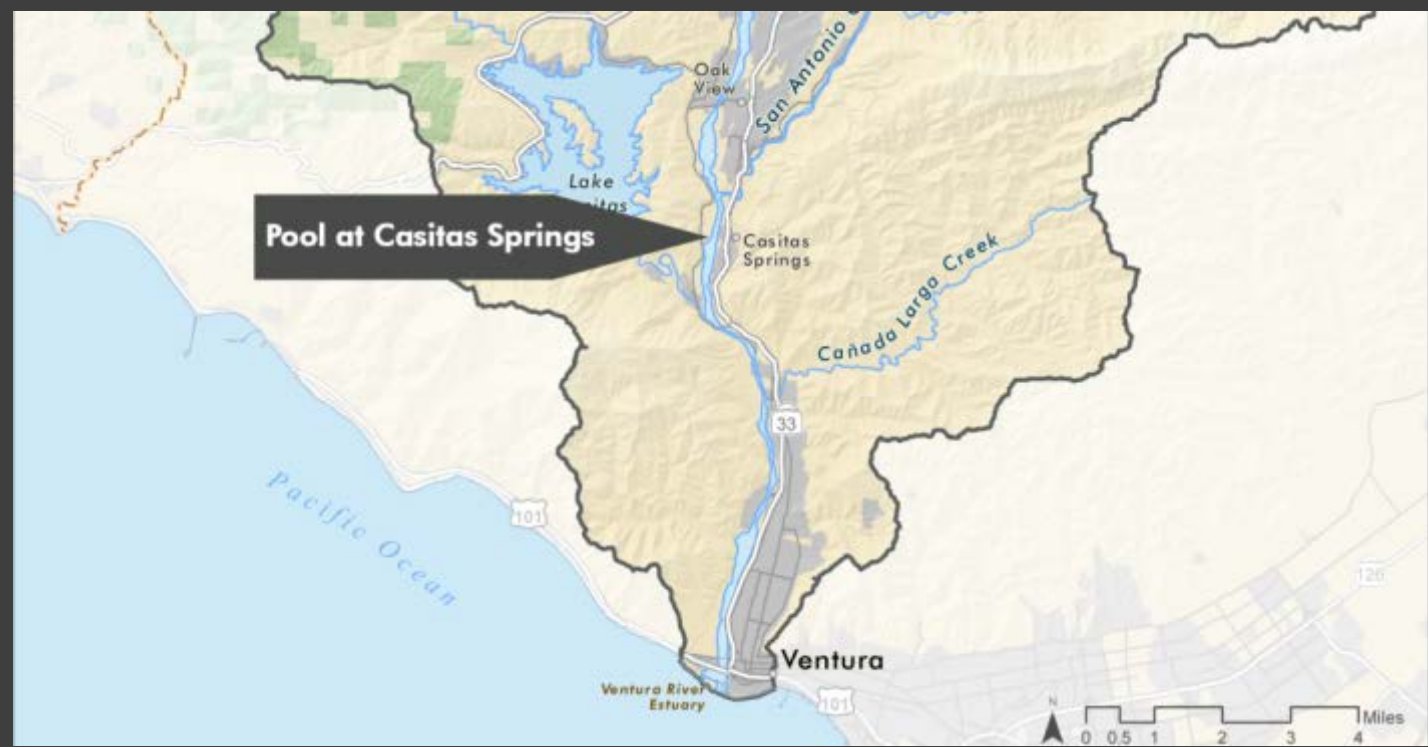 Oak
View
San Antonio
Lake
Pool at Casitas Springs
Casitas
Springs
Cañada Larga Creek
33
Pacific Ocean
101
126
Ventura
Ventura River
Estuary
101
N
Miles
0 0.5 1 2 3 4